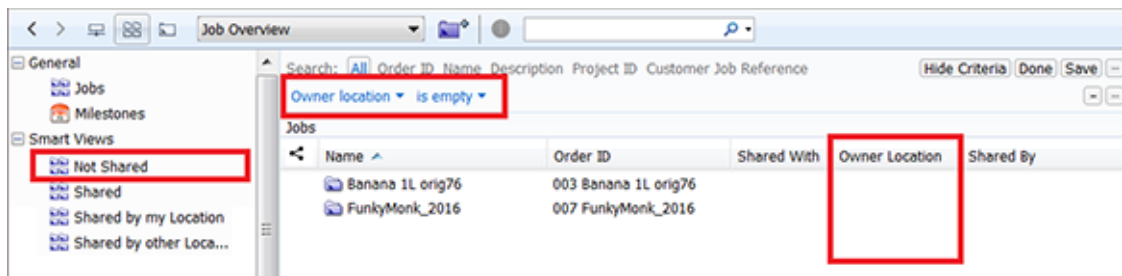 Job Overview
General
Jobs
Milestones
Smart Views
Not Shared
Shared
Shared by my Location
Shared by other Loca...
Search: All Order ID Name Description Project ID Customer Job Reference Hide Criteria Done Save
Owner location is empty
Jobs
Name Order ID Shared With Owner Location Shared By
Banana 1L orig76 003 Banana 1L orig76
FunkyMonk_2016 007 FunkyMonk_2016